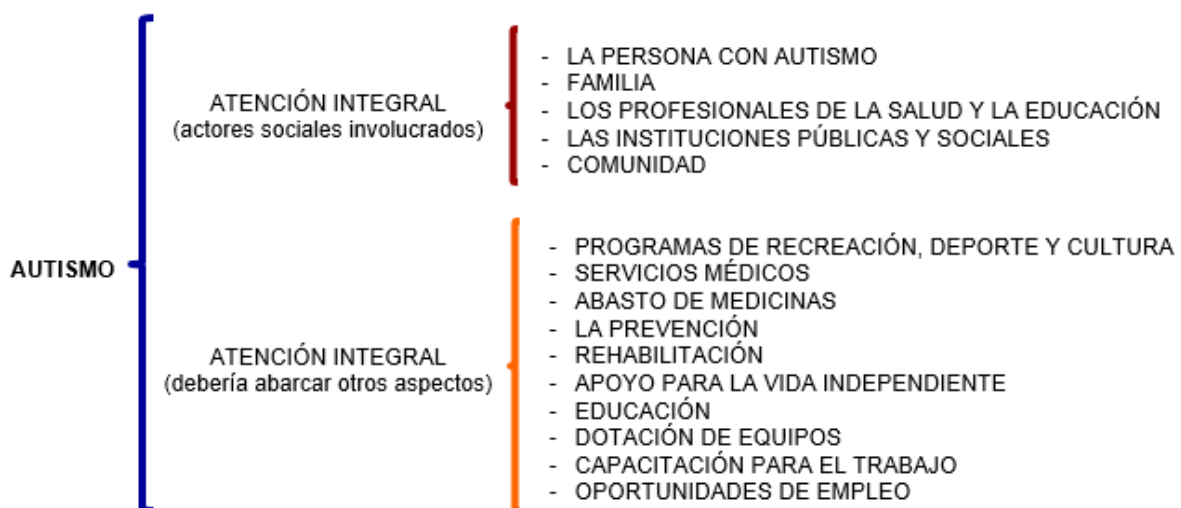 AUTISMO
ATENCIÓN INTEGRAL
(actores sociales involucrados)
- LA PERSONA CON AUTISMO
- FAMILIA
- LOS PROFESIONALES DE LA SALUD Y LA EDUCACIÓN
- LAS INSTITUCIONES PÚBLICAS Y SOCIALES
- COMUNIDAD
ATENCIÓN INTEGRAL
(debería abarcar otros aspectos)
- PROGRAMAS DE RECREACIÓN, DEPORTE Y CULTURA
- SERVICIOS MÉDICOS
- ABASTO DE MEDICINAS
- LA PREVENCIÓN
- REHABILITACIÓN
- APOYO PARA LA VIDA INDEPENDIENTE
- EDUCACIÓN
- DOTACIÓN DE EQUIPOS
- CAPACITACIÓN PARA EL TRABAJO
- OPORTUNIDADES DE EMPLEO